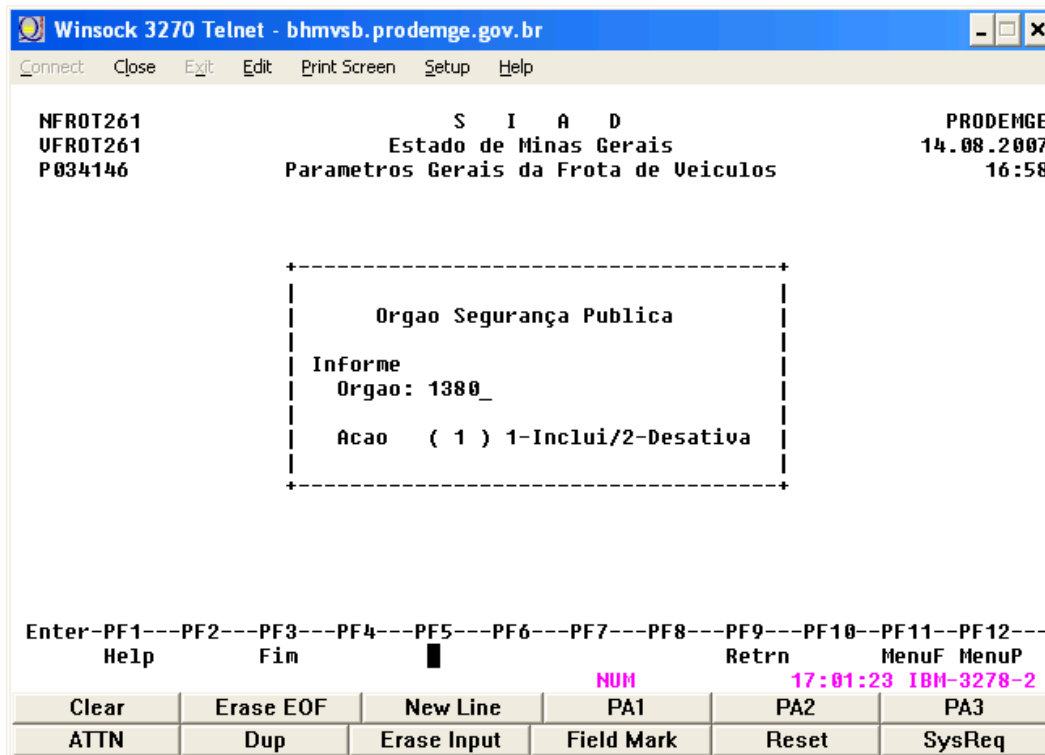 Winsock 3270 Telnet - bhmvsb.prodemge.gov.br
Connect Close Exit Edit Print Screen Setup Help
NFROT261 S I A D PRODEMGE
VFROT261 Estado de Minas Gerais 14.08.2007
P034146 Parametros Gerais da Frota de Veiculos 16:58
+---------------------------------------+
Orgao Segurança Publica
Informe
Orgao: 1380_
Acao ( 1 ) 1-Inclui/2-Desativa
+---------------------------------------+
Enter-PF1---PF2---PF3---PF4---PF5---PF6---PF7---PF8---PF9---PF10--PF11--PF12---
Help Fim Retrn MenuF MenuP
NUM 17:01:23 IBM-3278-2
Clear Erase EOF New Line PA1 PA2 PA3
ATTN Dup Erase Input Field Mark Reset SysReq